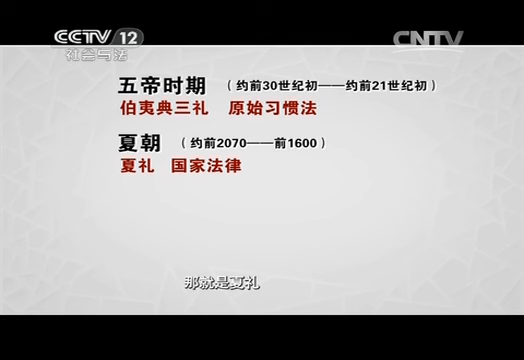 CCTV 12
社会与法
CNTV
五帝时期 （约前30世纪初——约前21世纪初）
伯夷典三礼 原始习惯法
夏朝 （约前2070——前1600）
夏礼 国家法律
那就是夏礼